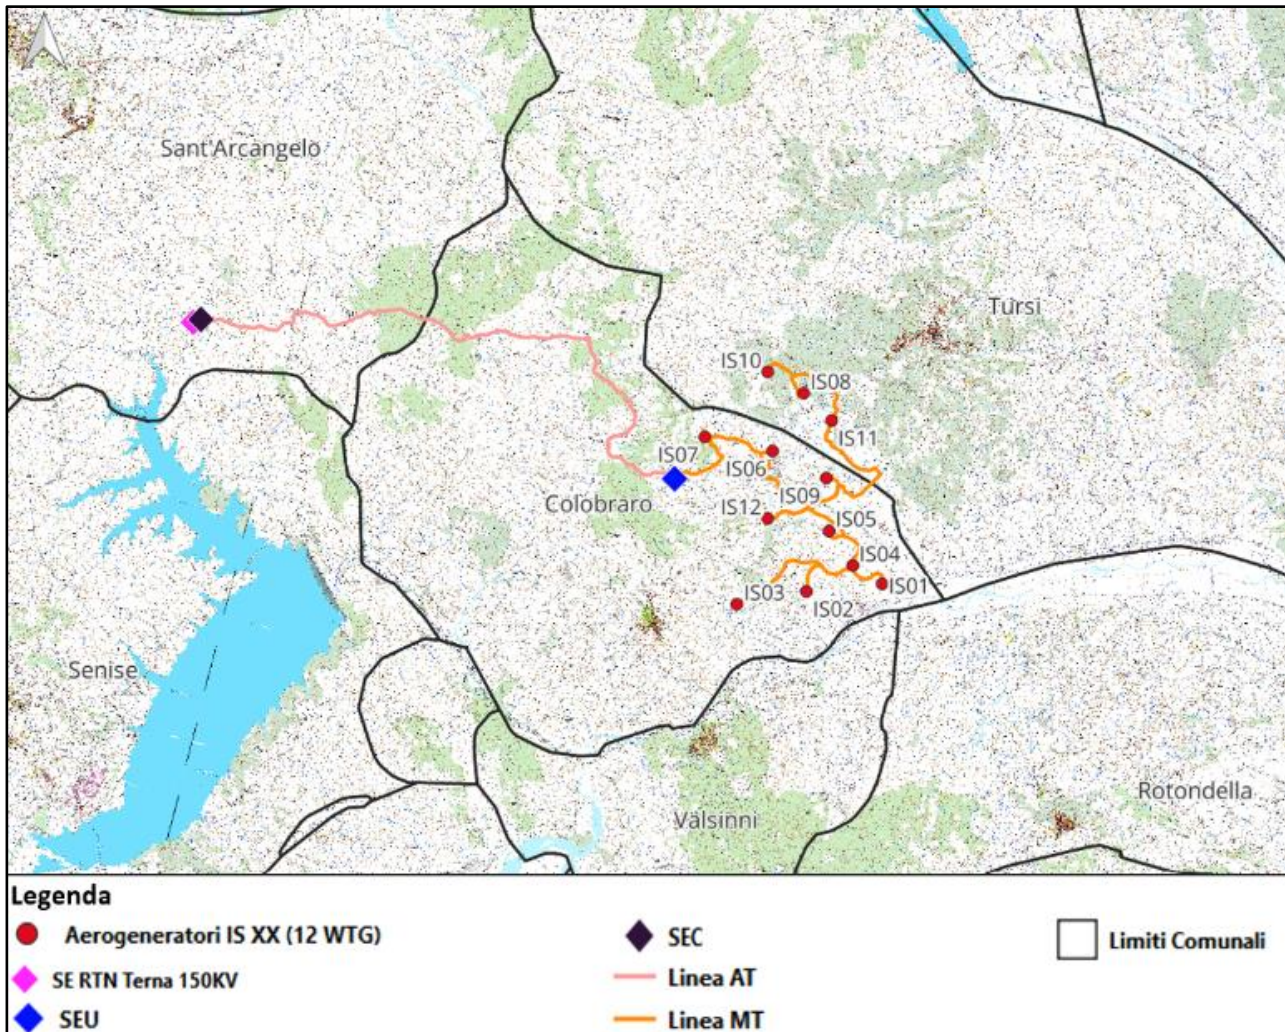 Sant'Arcangelo
Tursi
IS10
IS08
IS11
IS07
IS06
IS09
Colobraro
IS12
IS05
IS04
IS03
IS01
IS02
Senise
Rotondella
Valsinni
Legenda
Aerogeneratori IS XX (12 WTG)
SEC
Limiti Comunali
SE RTN Terna 150KV
Linea AT
SEU
Linea MT